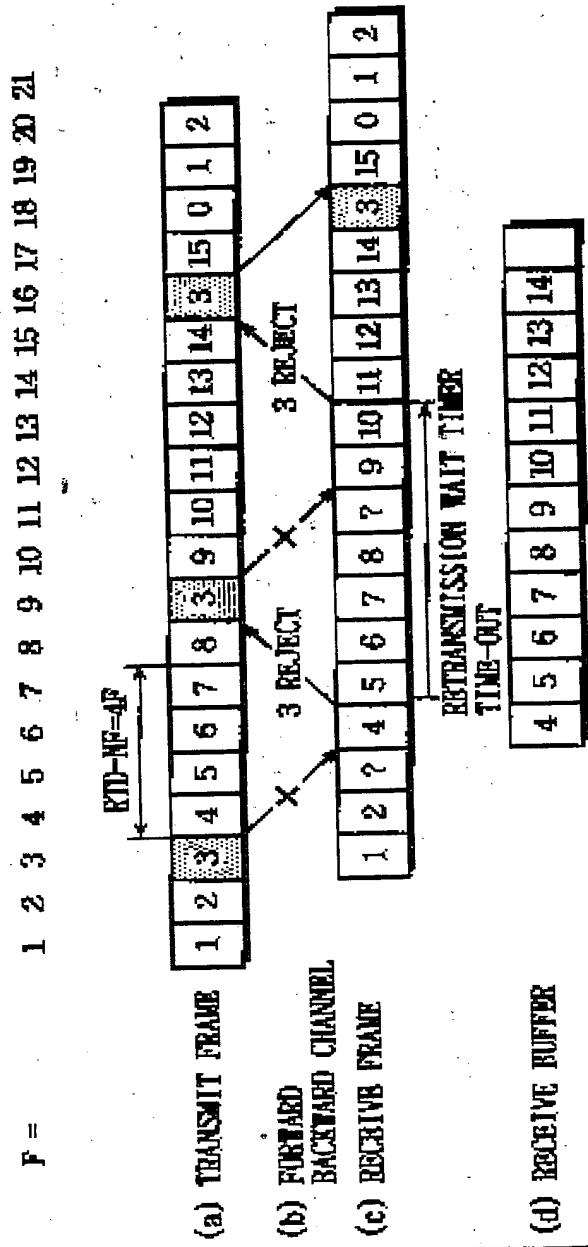 F = 1 2 3 4 5 6 7 8 9 10 11 12 13 14 15 16 17 18 19 20 21
RTD-MF=4F
(a) TRANSMIT FRAME 1 2 3 4 5 6 7 8 3 9 10 11 12 13 14 3 15 0 1 2
(b) FORWARD
BACKWARD CHANNEL
3 REJECT
3 REJECT
(c) RECEIVE FRAME 1 2 ? 4 5 6 7 8 ? 9 10 11 12 13 14 3 15 0 1 2
RETRANSMISSION WAIT TIMER
TIME-OUT
(d) RECEIVE BUFFER 4 5 6 7 8 9 10 11 12 13 14